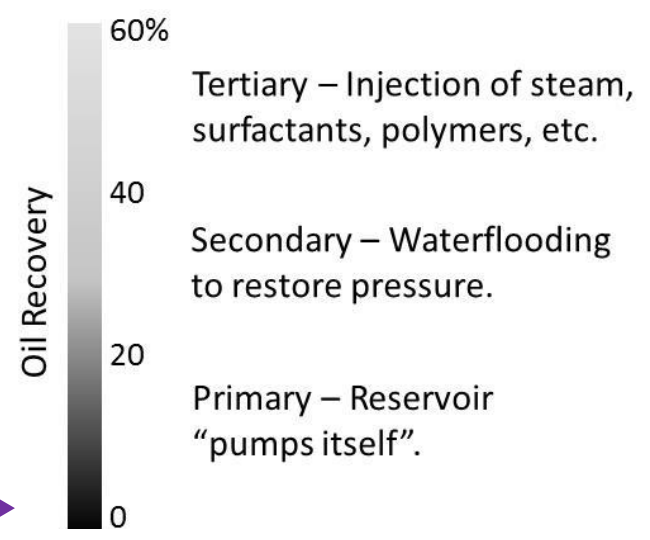 60%
Tertiary – Injection of steam,
surfactants, polymers, etc.
40
Secondary – Waterflooding
to restore pressure.
Oil Recovery
20
Primary – Reservoir
“pumps itself”.
0